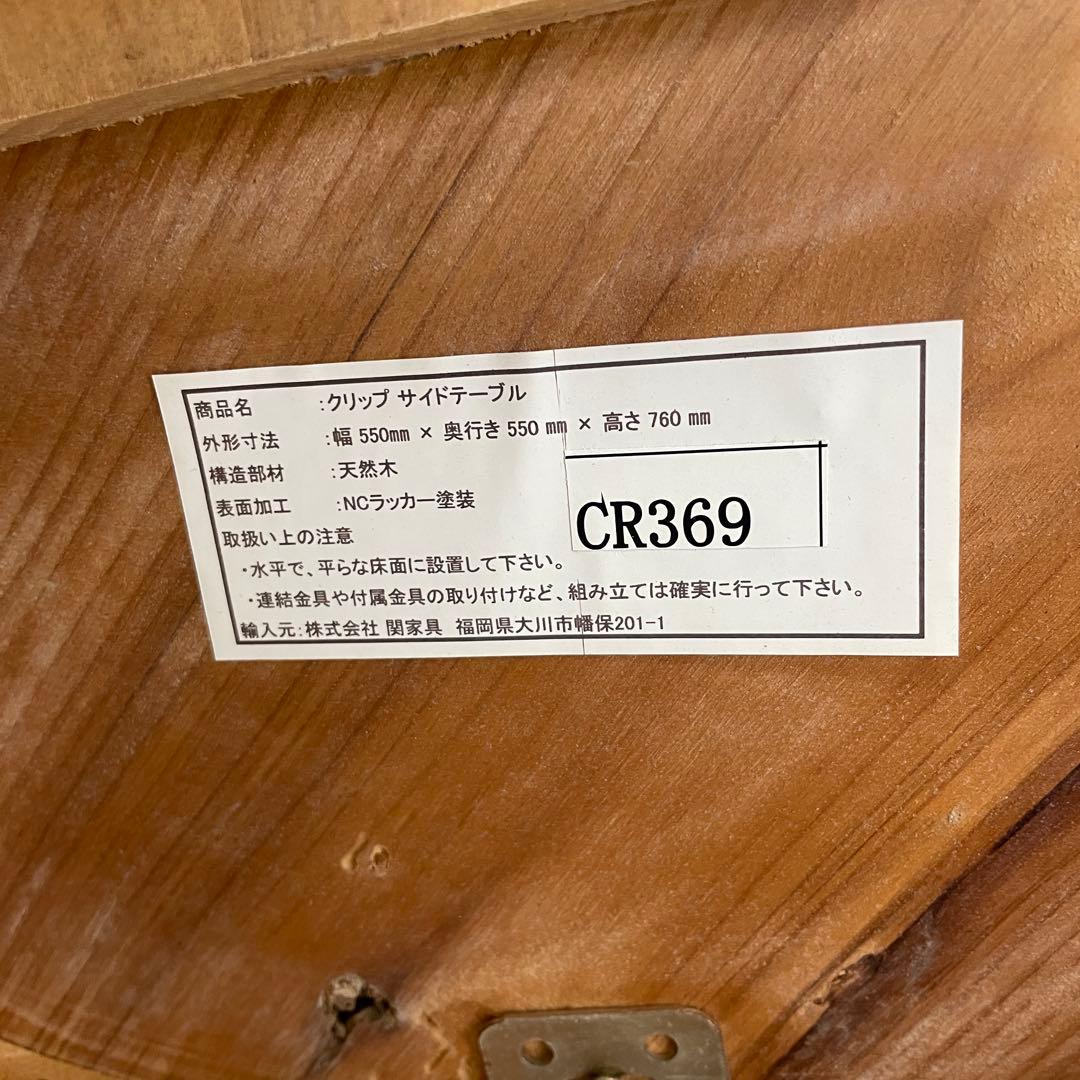 商品名 :クリップ サイドテーブル
外形寸法 :幅 550㎜ × 奥行き 550 ㎜ × 高さ 760 ㎜
構造部材 :天然木
表面加工 :NCラッカー塗装
CR369
取扱い上の注意
・水平で、平らな床面に設置して下さい。
・連結金具や付属金具の取り付けなど、組み立ては確実に行って下さい。
輸入元:株式会社 関家具 福岡県大川市幡保201-1